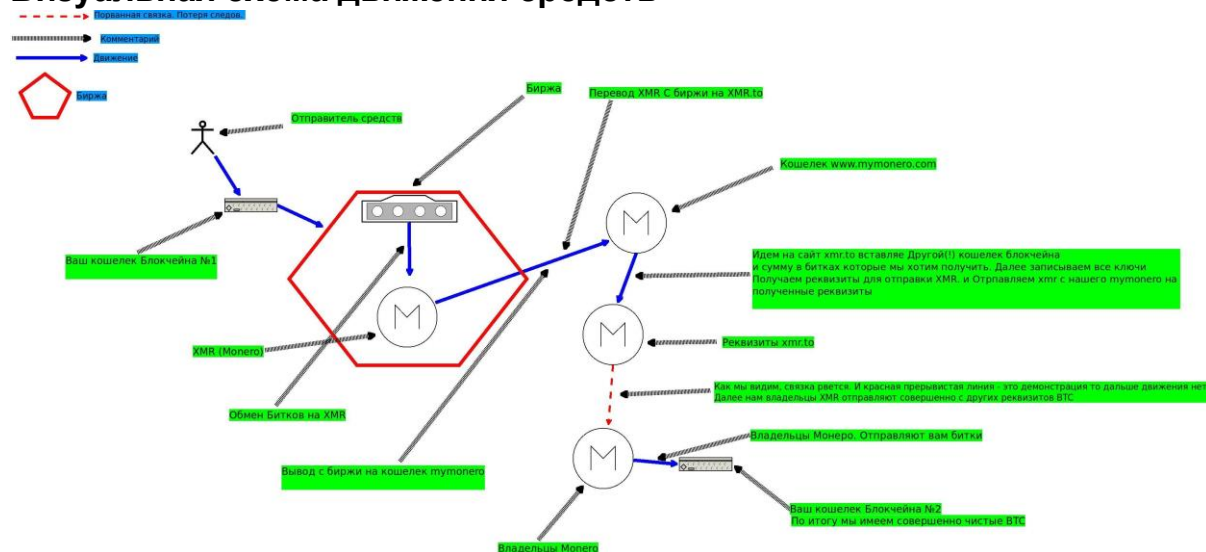 Визуальная схема движения средств
Порванная связка. Потеря следов.
Комментарий
Движение
Биржа
Биржа
Перевод XMR С биржи на XMR.to
Отправитель средств
Кошелек www.mymonero.com
Ваш кошелек Блокчейна №1
Идем на сайт xmr.to вставляе Другой(!) кошелек блокчейна
и сумму в битках которые мы хотим получить. Далее записываем все ключи
Получаем реквизиты для отправки XMR. и Отрпавляем xmr с нашего mymonero на
полученные реквизиты
XMR (Monero)
Реквизиты xmr.to
Как мы видим, связка рвется. И красная прерывистая линия - это демонстрация то дальше движения нет
Далее нам владельцы XMR отправляют совершенно с других реквизитов BTC
Обмен Битков на XMR
Владельцы Монеро. Отправляют вам битки
Вывод с биржи на кошелек mymonero
Ваш кошелек Блокчейна №2
По итогу мы имеем совершенно чистые BTC
Владельцы Monero